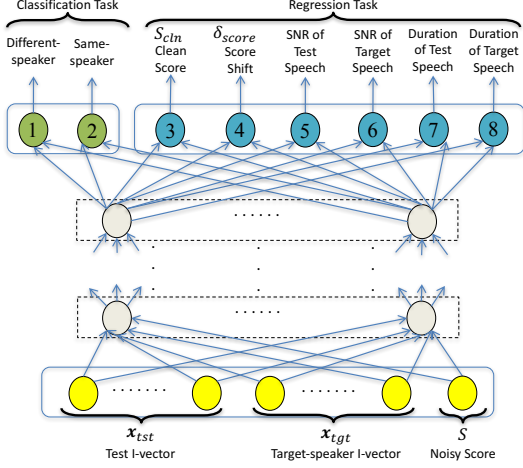 Classification Task
Regression Task
Different-speaker
Same-speaker
S_cln
Clean Score
δ_score
Score Shift
SNR of Test Speech
SNR of Target Speech
Duration of Test Speech
Duration of Target Speech
1 2 3 4 5 6 7 8
x_tst
x_tgt
S
Test I-vector
Target-speaker I-vector
Noisy Score